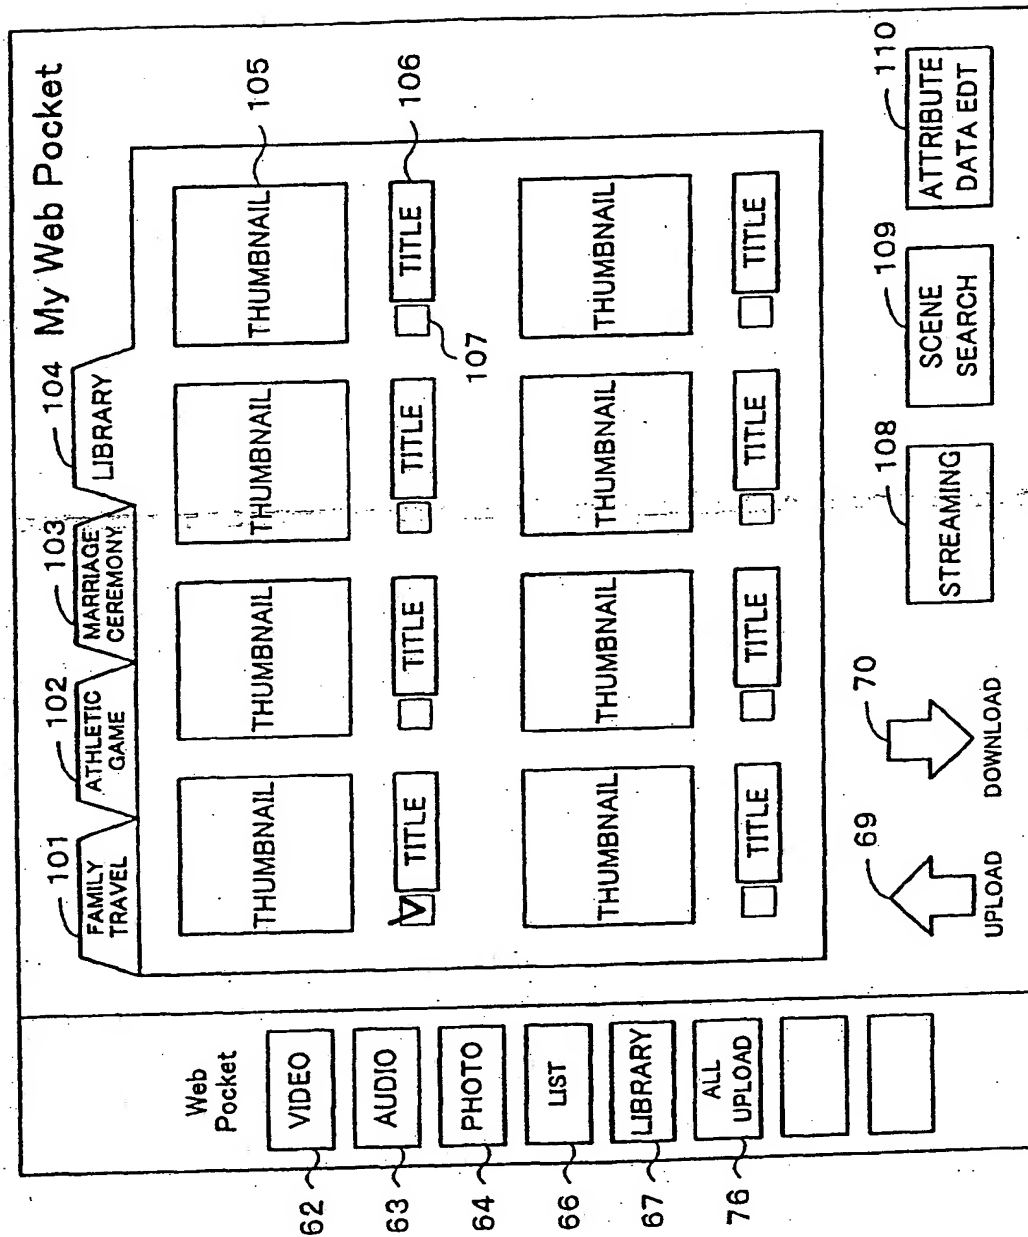 My Web Pocket
Web
Pocket
62
VIDEO
63
AUDIO
64
PHOTO
66
LIST
67
LIBRARY
76
ALL
UPLOAD
101
FAMILY
TRAVEL
102
ATHLETIC
GAME
103
MARRIAGE
CEREMONY
104
LIBRARY
THUMBNAIL
THUMBNAIL
THUMBNAIL
THUMBNAIL
105
TITLE
TITLE
TITLE
TITLE
106
107
THUMBNAIL
THUMBNAIL
THUMBNAIL
THUMBNAIL
TITLE
TITLE
TITLE
TITLE
69
UPLOAD
70
DOWNLOAD
108
STREAMING
109
SCENE
SEARCH
110
ATTRIBUTE
DATA EDT